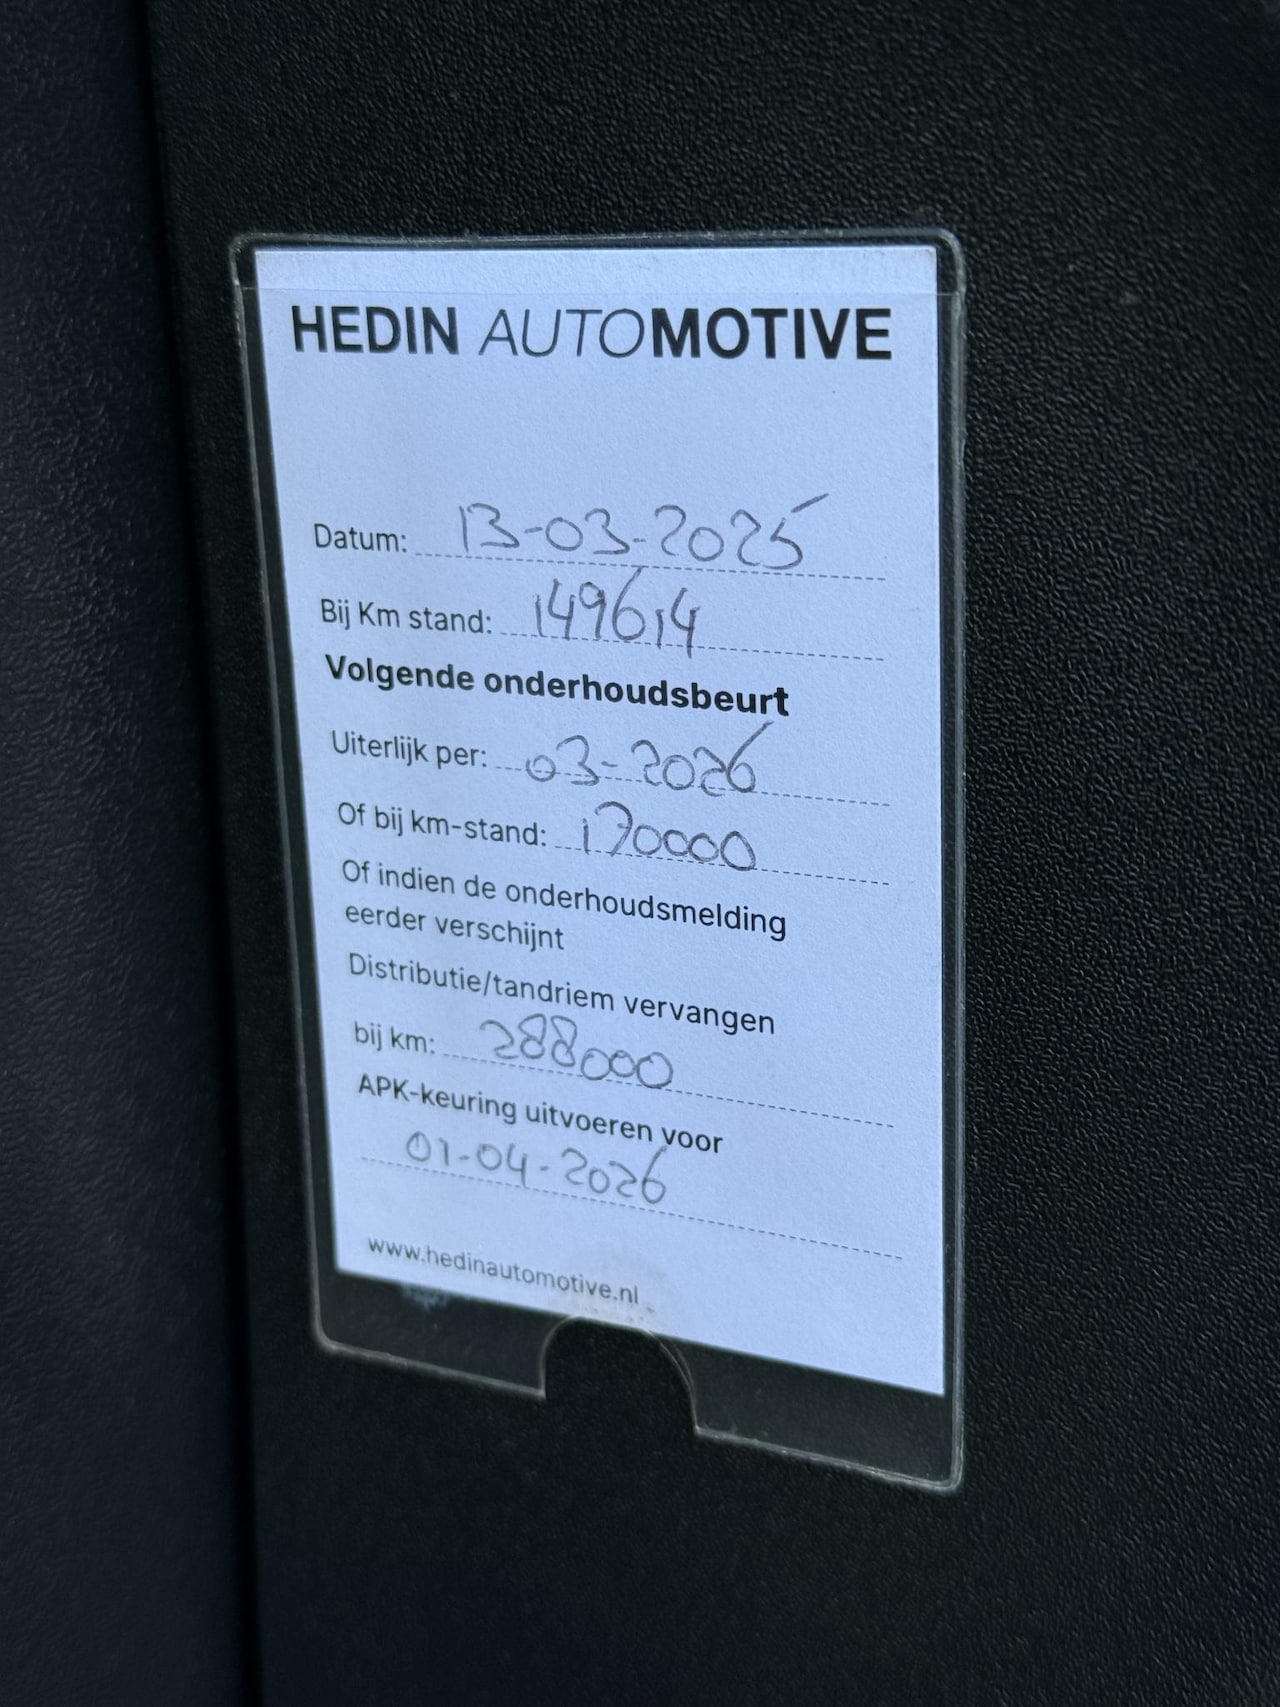 HEDIN AUTOMOTIVE
Datum: 13-03-2025
Bij Km stand: 149614
Volgende onderhoudsbeurt
Uiterlijk per: 03-2026
Of bij km-stand: 170000
Of indien de onderhoudsmelding
eerder verschijnt
Distributie/tandriem vervangen
bij km: 288000
APK-keuring uitvoeren voor
01-04-2026
www.hedinautomotive.nl